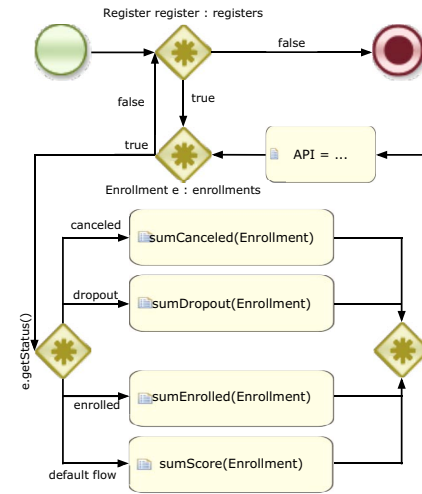 Register register : registers
false
false
true
true
API = ...
Enrollment e : enrollments
canceled
sumCanceled(Enrollment)
dropout
sumDropout(Enrollment)
e.getStatus()
enrolled
sumEnrolled(Enrollment)
default flow
sumScore(Enrollment)